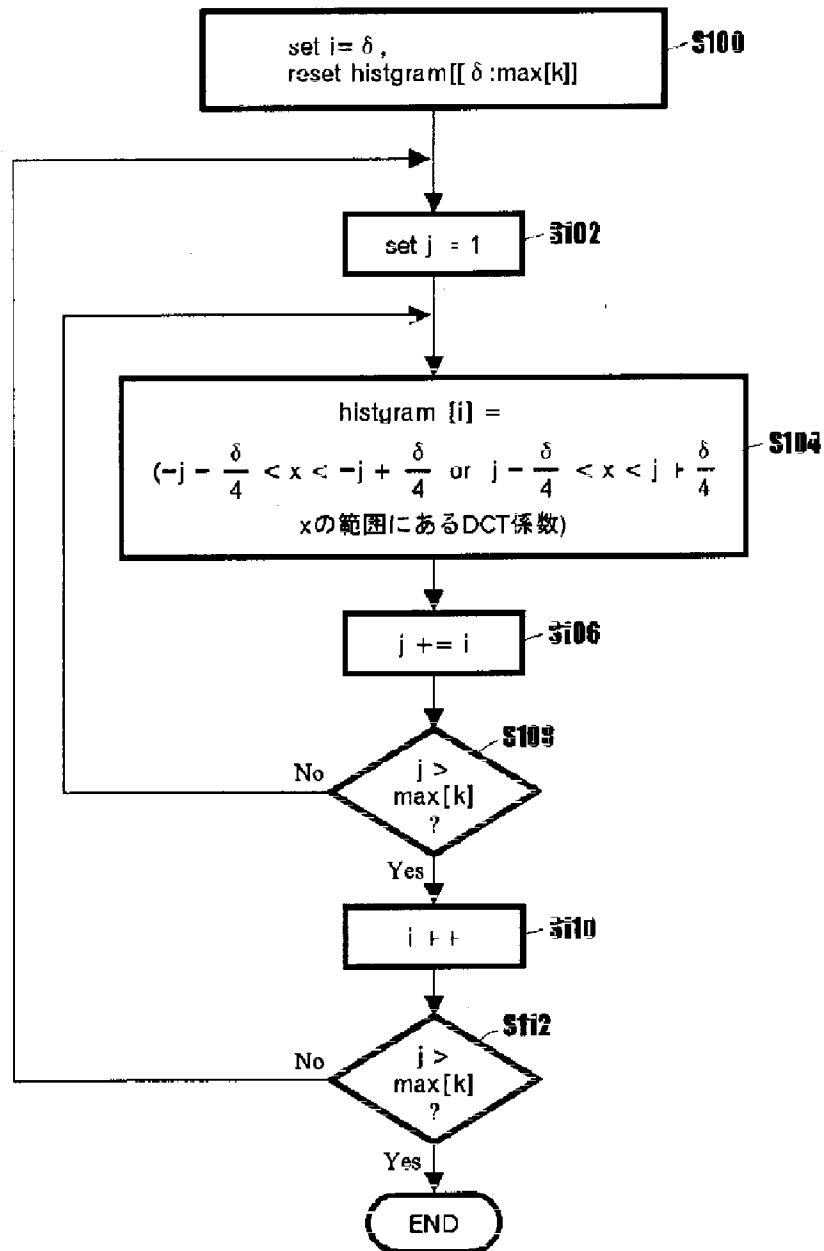 set i= δ ,
reset histgram[[ δ :max[k]]
S100
set j = 1
S102
histgram [i] =
(−j − δ/4 < x < −j + δ/4 or j − δ/4 < x < j + δ/4
xの範囲にあるDCT係数)
S104
j += i
S106
S108
j >
max[k]
?
No
Yes
i ++
S110
S112
j >
max[k]
?
No
Yes
END